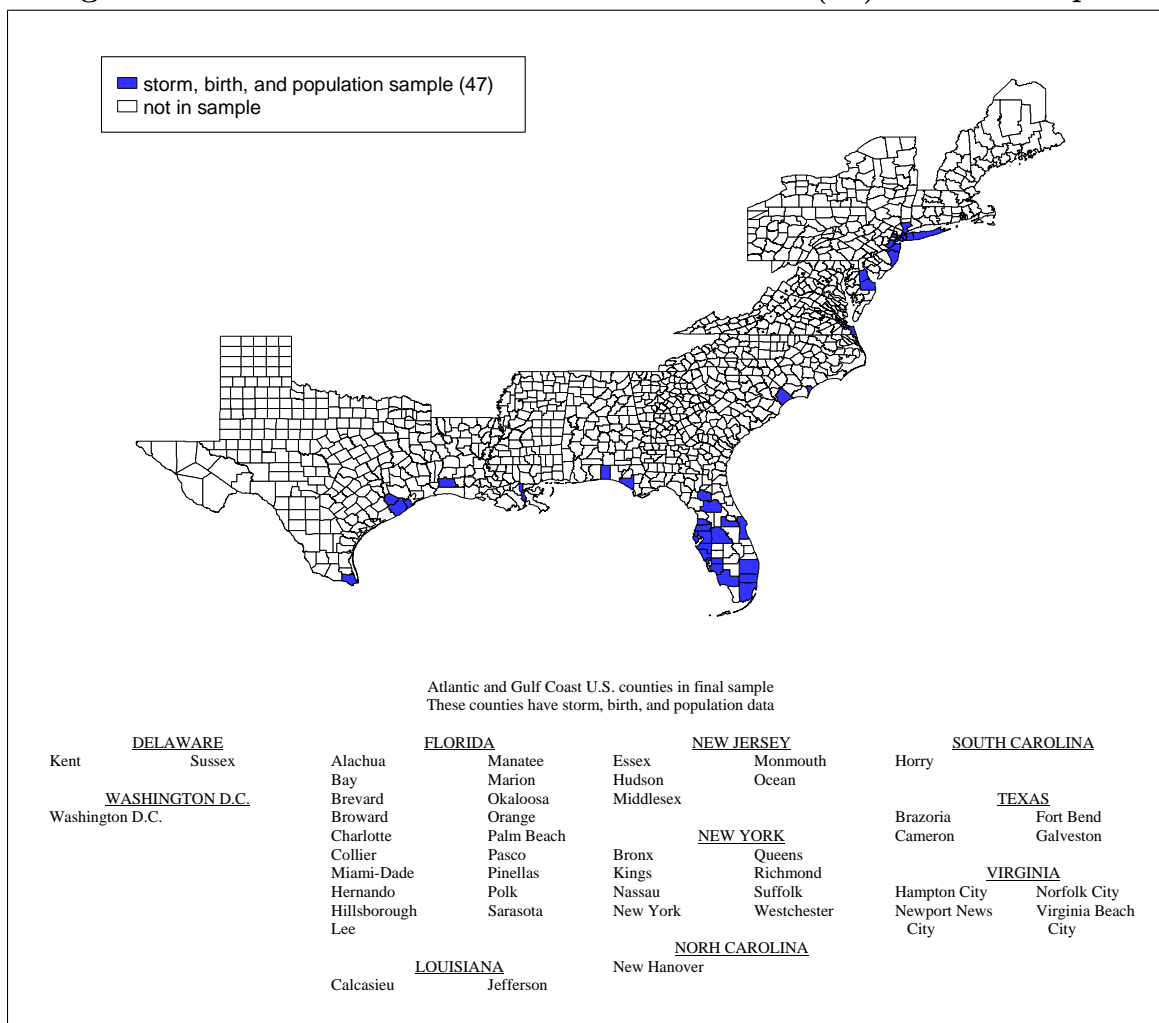 storm, birth, and population sample (47)
not in sample
Atlantic and Gulf Coast U.S. counties in final sample
These counties have storm, birth, and population data
DELAWARE
Kent Sussex
WASHINGTON D.C.
Washington D.C.
FLORIDA
Alachua Manatee
Bay Marion
Brevard Okaloosa
Broward Orange
Charlotte Palm Beach
Collier Pasco
Miami-Dade Pinellas
Hernando Polk
Hillsborough Sarasota
Lee
LOUISIANA
Calcasieu Jefferson
NEW JERSEY
Essex Monmouth
Hudson Ocean
Middlesex
NEW YORK
Bronx Queens
Kings Richmond
Nassau Suffolk
New York Westchester
NORH CAROLINA
New Hanover
SOUTH CAROLINA
Horry
TEXAS
Brazoria Fort Bend
Cameron Galveston
VIRGINIA
Hampton City Norfolk City
Newport News Virginia Beach
City City